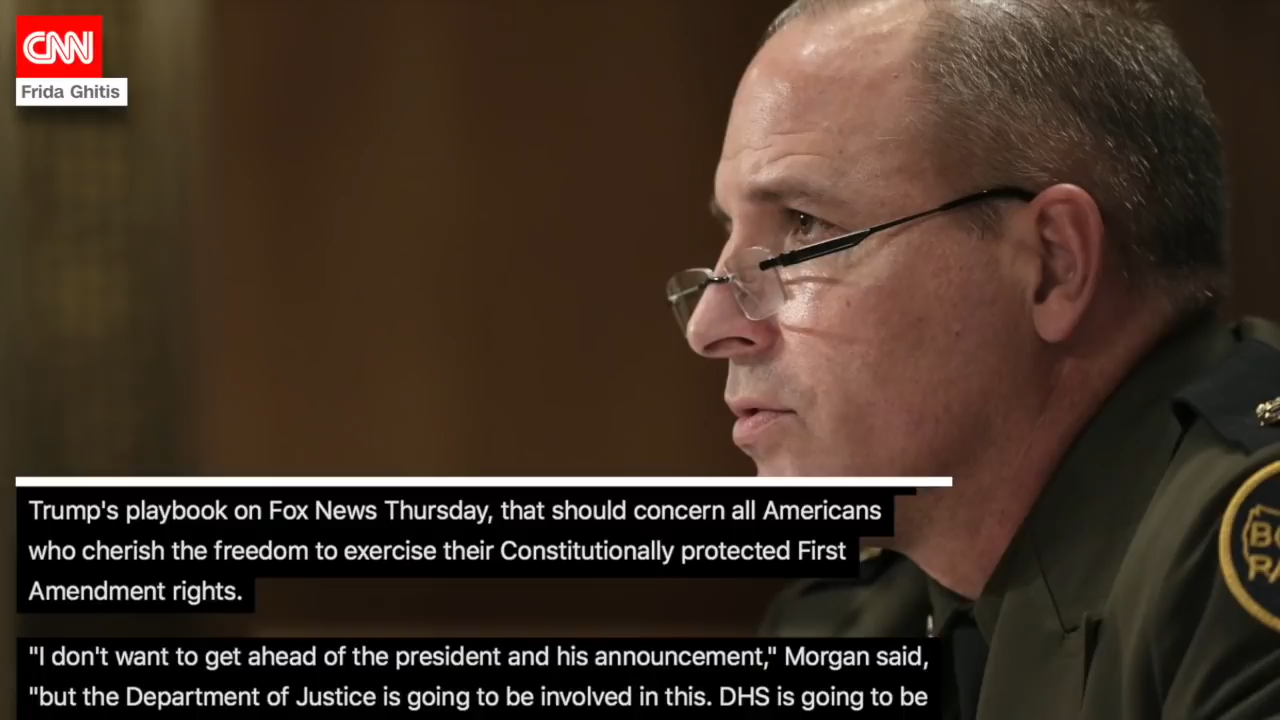 CNN
Frida Ghitis
Trump's playbook on Fox News Thursday, that should concern all Americans
who cherish the freedom to exercise their Constitutionally protected First
Amendment rights.
"I don't want to get ahead of the president and his announcement," Morgan said,
"but the Department of Justice is going to be involved in this. DHS is going to be